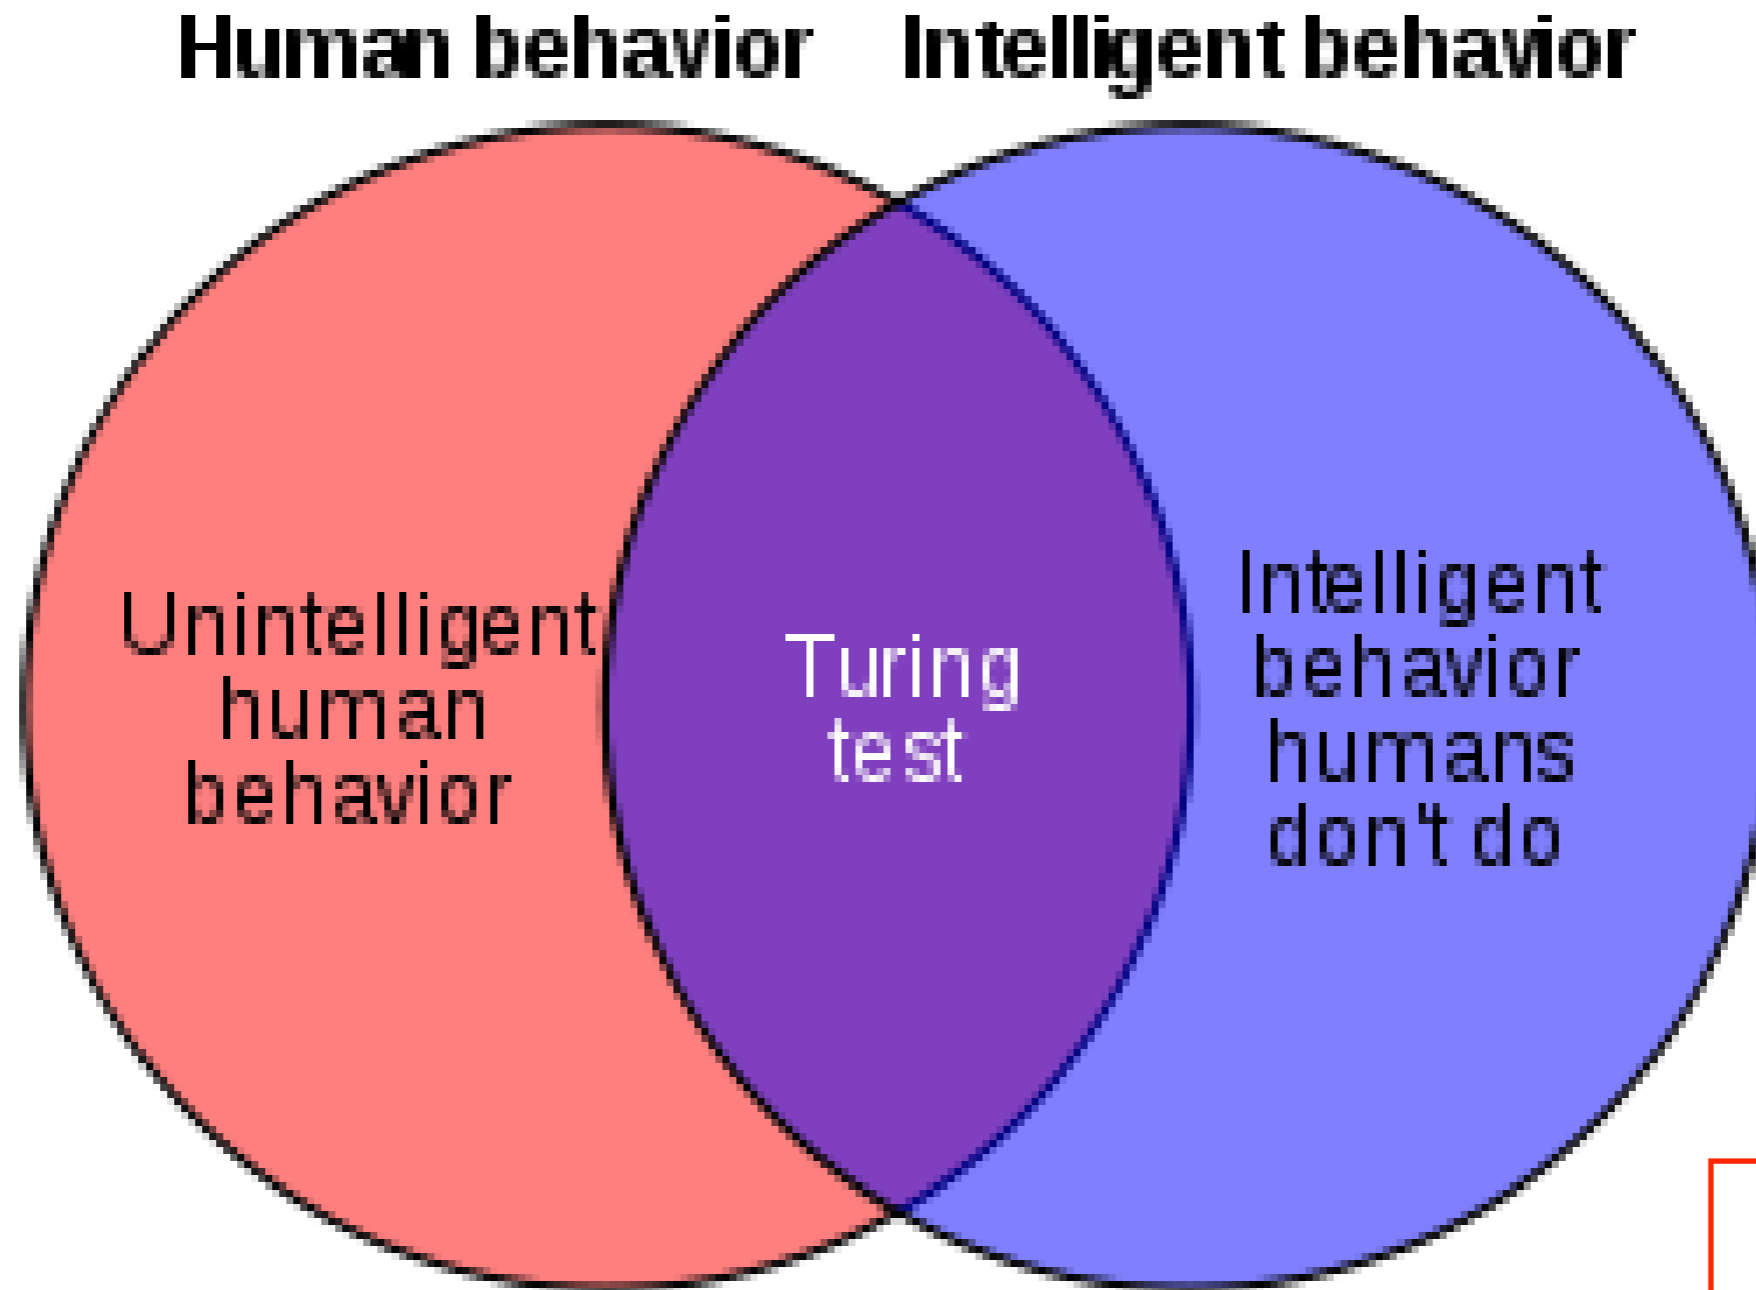 Human behavior Intelligent behavior
Unintelligent
human
behavior
Turing
test
Intelligent
behavior
humans
don't do